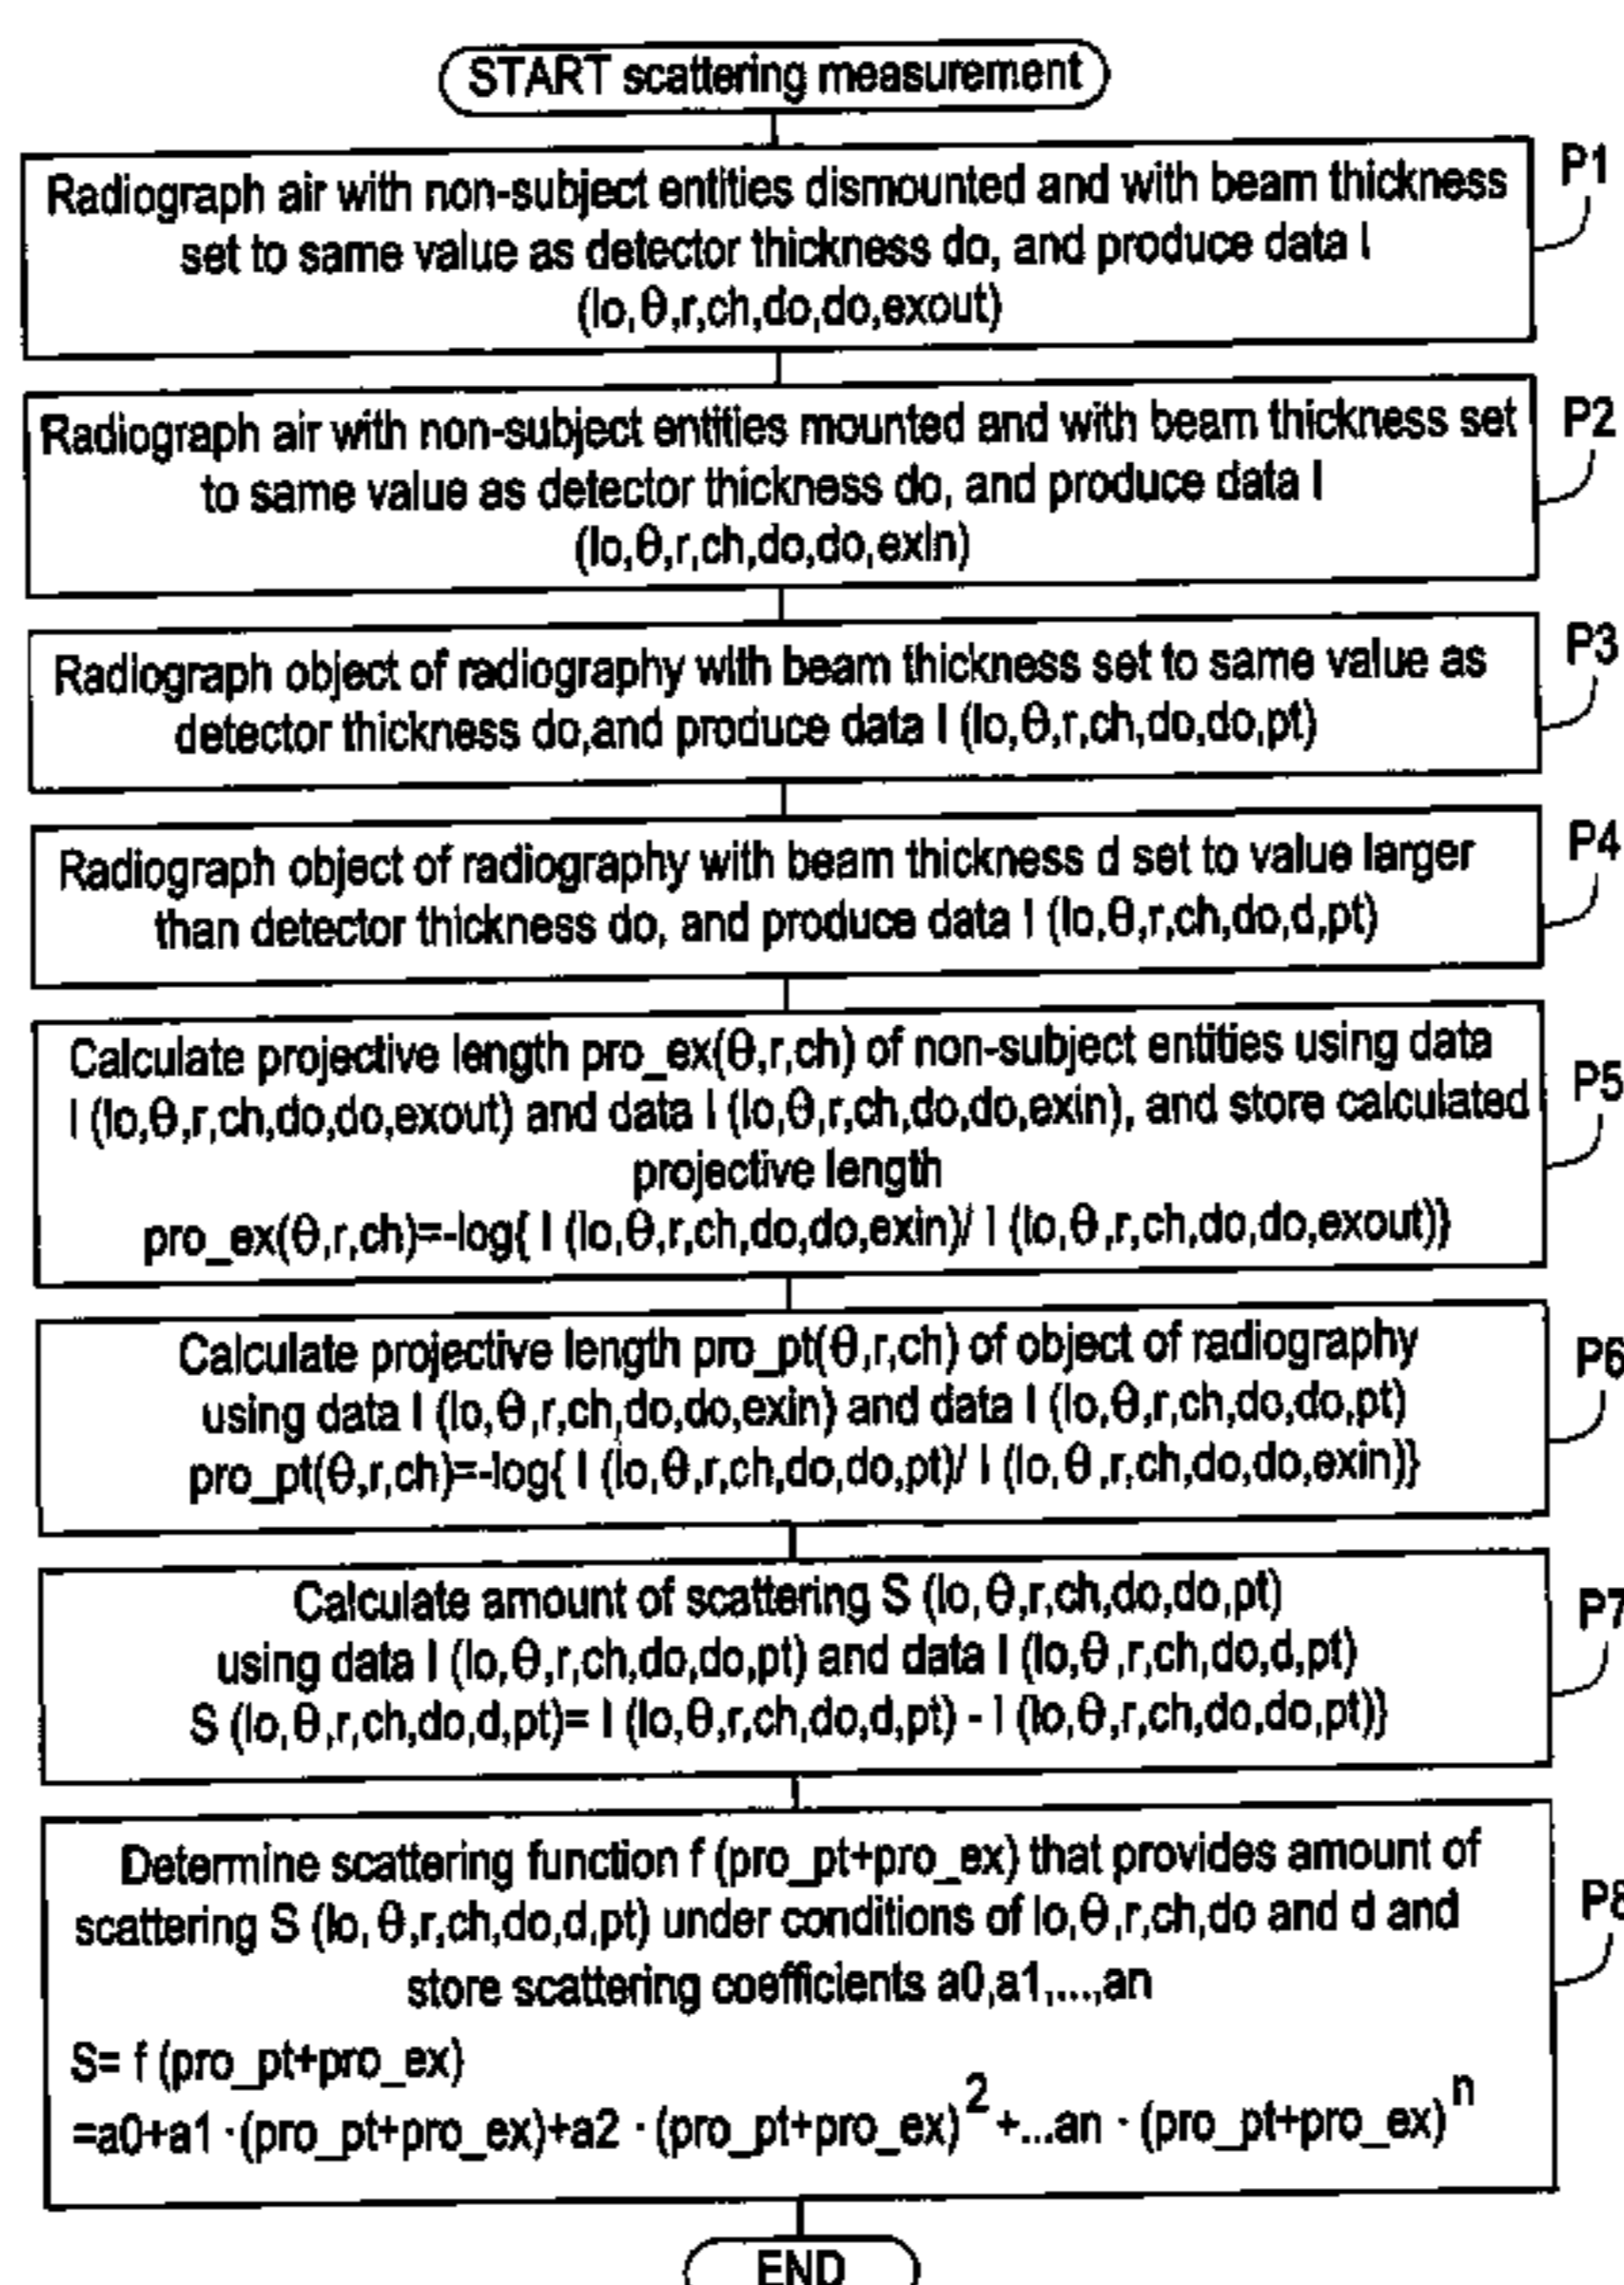 START scattering measurement
Radiograph air with non-subject entities dismounted and with beam thickness
set to same value as detector thickness do, and produce data I
(Io,θ,r,ch,do,do,exout)
P1
Radiograph air with non-subject entities mounted and with beam thickness set
to same value as detector thickness do, and produce data I
(Io,θ,r,ch,do,do,exin)
P2
Radiograph object of radiography with beam thickness set to same value as
detector thickness do,and produce data I (Io,θ,r,ch,do,do,pt)
P3
Radiograph object of radiography with beam thickness d set to value larger
than detector thickness do, and produce data I (Io,θ,r,ch,do,d,pt)
P4
Calculate projective length pro_ex(θ,r,ch) of non-subject entities using data
I (Io,θ,r,ch,do,do,exout) and data I (Io,θ,r,ch,do,do,exin), and store calculated
projective length
pro_ex(θ,r,ch)=-log{ I (Io,θ,r,ch,do,do,exin)/ I (Io,θ,r,ch,do,do,exout)}
P5
Calculate projective length pro_pt(θ,r,ch) of object of radiography
using data I (Io,θ,r,ch,do,do,exin) and data I (Io,θ,r,ch,do,do,pt)
pro_pt(θ,r,ch)=-log{ I (Io,θ,r,ch,do,do,pt)/ I (Io,θ,r,ch,do,do,exin)}
P6
Calculate amount of scattering S (Io,θ,r,ch,do,do,pt)
using data I (Io,θ,r,ch,do,do,pt) and data I (Io,θ,r,ch,do,d,pt)
S (Io,θ,r,ch,do,d,pt)= I (Io,θ,r,ch,do,d,pt) - I (Io,θ,r,ch,do,do,pt)}
P7
Determine scattering function f (pro_pt+pro_ex) that provides amount of
scattering S (Io,θ,r,ch,do,d,pt) under conditions of Io,θ,r,ch,do and d and
store scattering coefficients a0,a1,...,an
S= f (pro_pt+pro_ex)
=a0+a1 ·(pro_pt+pro_ex)+a2 ·(pro_pt+pro_ex)² +...an · (pro_pt+pro_ex)ⁿ
P8
END